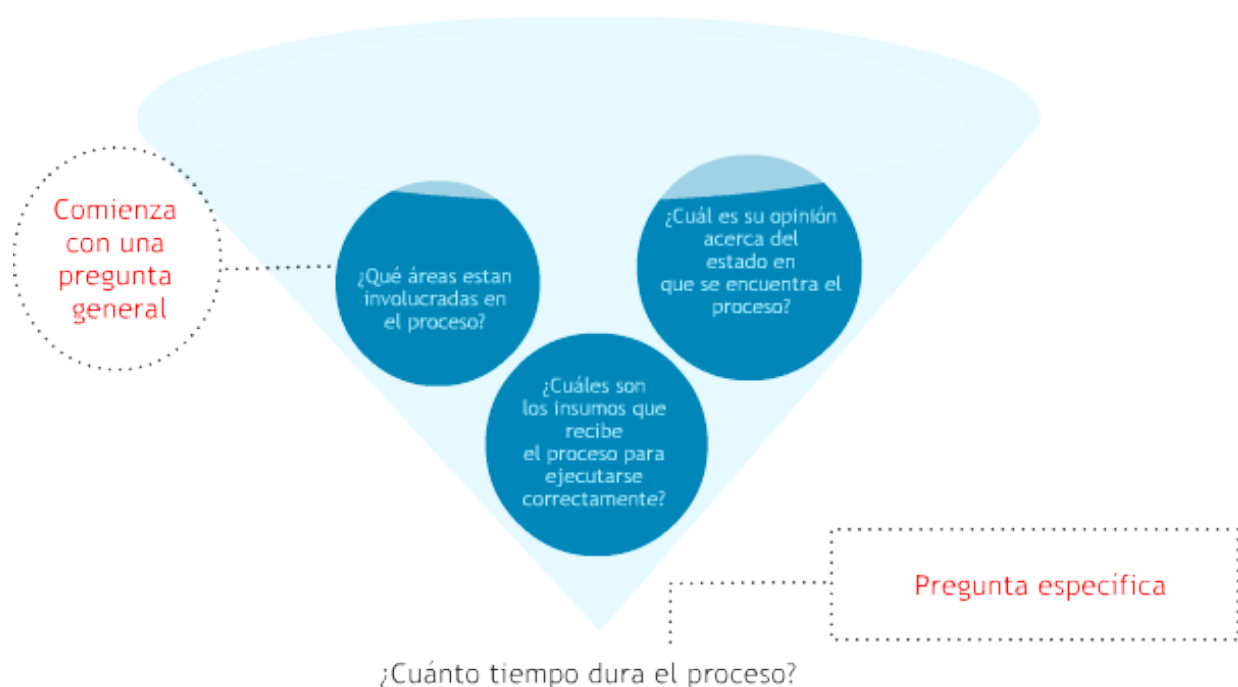 Comienza
con una
pregunta
general
¿Qué áreas estan
involucradas en
el proceso?
¿Cuál es su opinión
acerca del
estado en
que se encuentra el
proceso?
¿Cuáles son
los insumos que
recibe
el proceso para
ejecutarse
correctamente?
Pregunta específica
¿Cuánto tiempo dura el proceso?